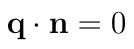 𝐪 · 𝐧 = 0